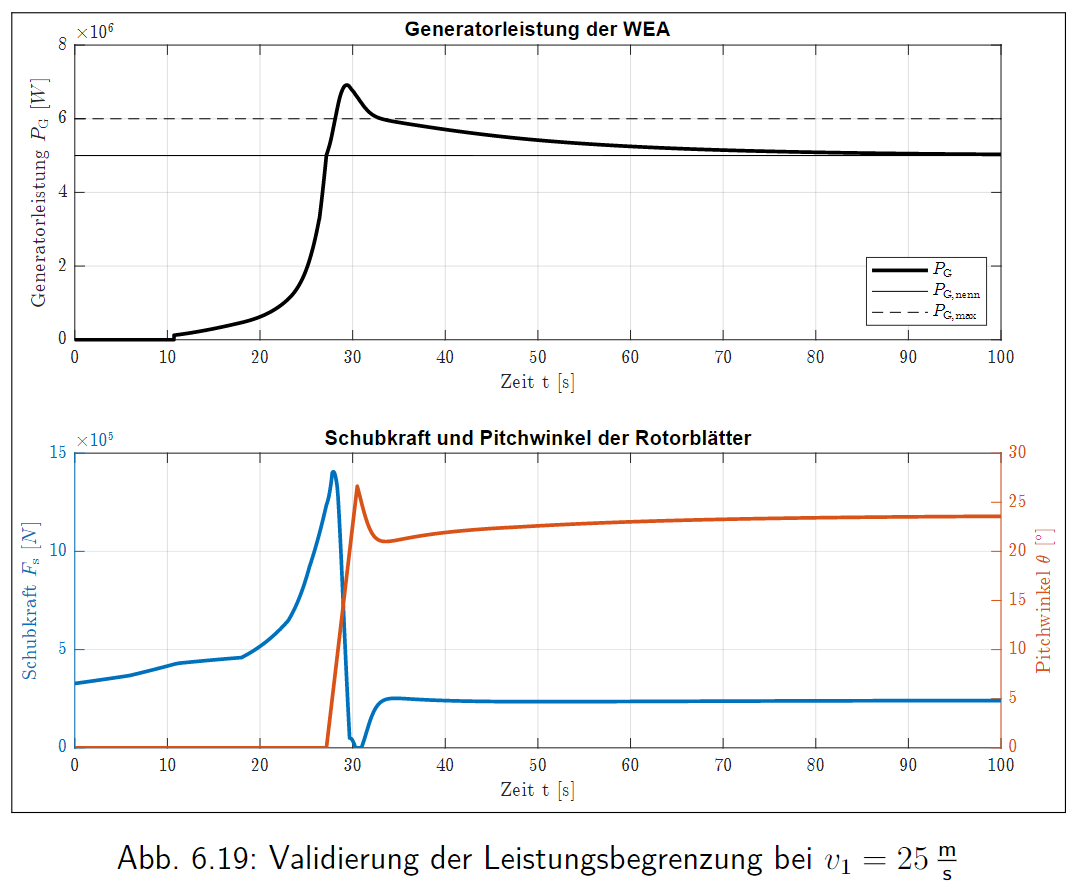 Generatorleistung der WEA
×10⁶
8
6
4
2
0
Generatorleistung P_G [W]
P_G
P_G,nenn
P_G,max
0 10 20 30 40 50 60 70 80 90 100
Zeit t [s]
Schubkraft und Pitchwinkel der Rotorblätter
×10⁵
15
10
5
0
Schubkraft F_s [N]
30
25
20
15
10
5
0
Pitchwinkel θ [°]
0 10 20 30 40 50 60 70 80 90 100
Zeit t [s]
Abb. 6.19: Validierung der Leistungsbegrenzung bei v₁ = 25 m/s